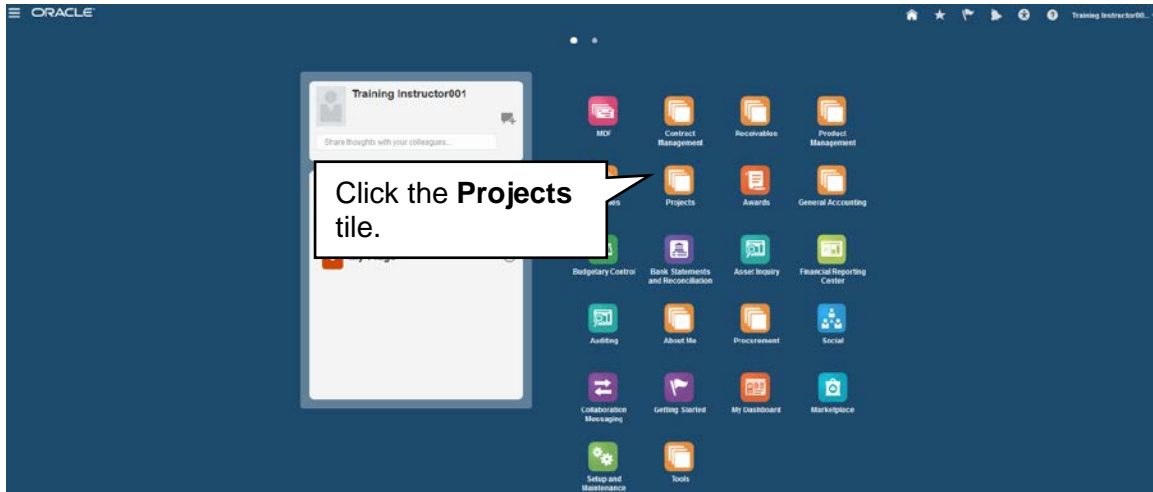 ORACLE
Training Instructor00...
Training Instructor001
Share thoughts with your colleagues...
MDF
Contract
Management
Receivables
Product
Management
Click the Projects
tile.
Projects
Awards
General Accounting
Budgetary Control
Bank Statements
and Reconciliation
Asset Inquiry
Financial Reporting
Center
Auditing
About Me
Procurement
Social
Collaboration
Messaging
Getting Started
My Dashboard
Marketplace
Setup and
Maintenance
Tools